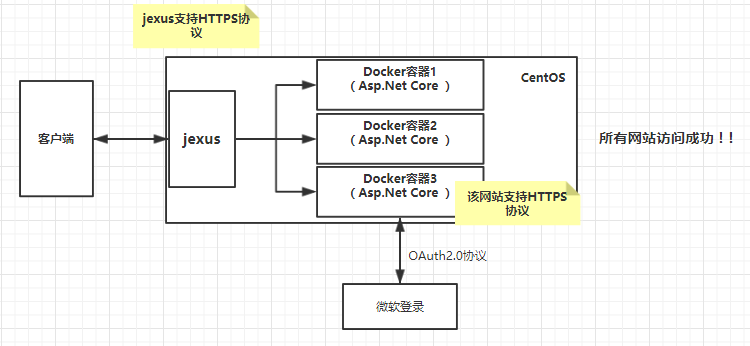 jexus支持HTTPS协
议
客户端
jexus
Docker容器1
（Asp.Net Core ）
Docker容器2
（Asp.Net Core ）
Docker容器3
（Asp.Net Core ）
CentOS
该网站支持HTTPS
协议
所有网站访问成功！！
OAuth2.0协议
微软登录